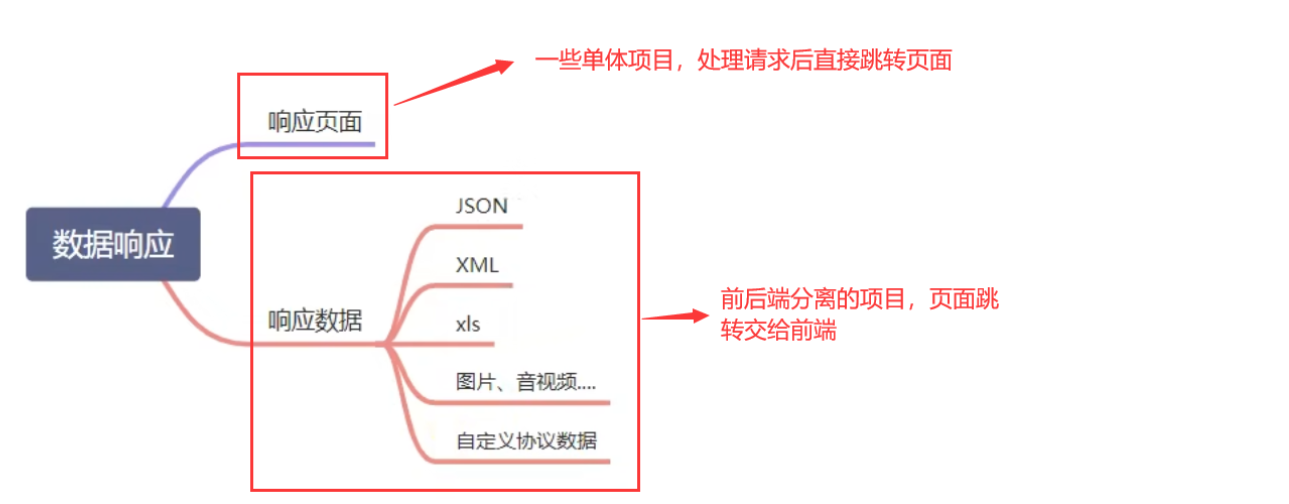 一些单体项目，处理请求后直接跳转页面
响应页面
数据响应
响应数据
JSON
XML
xls
图片、音视频....
自定义协议数据
前后端分离的项目，页面跳
转交给前端